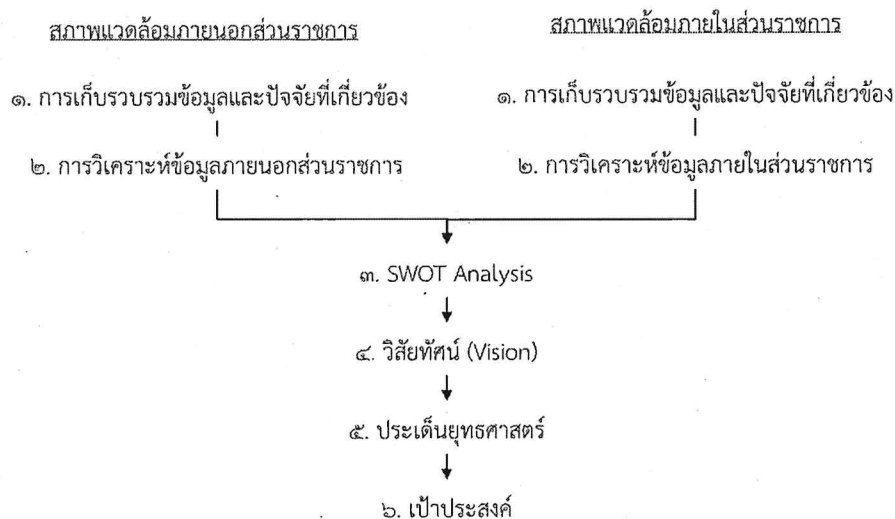 สภาพแวดล้อมภายนอกส่วนราชการ
สภาพแวดล้อมภายในส่วนราชการ
๑. การเก็บรวบรวมข้อมูลและปัจจัยที่เกี่ยวข้อง
๑. การเก็บรวบรวมข้อมูลและปัจจัยที่เกี่ยวข้อง
๒. การวิเคราะห์ข้อมูลภายนอกส่วนราชการ
๒. การวิเคราะห์ข้อมูลภายในส่วนราชการ
๓. SWOT Analysis
๔. วิสัยทัศน์ (Vision)
๕. ประเด็นยุทธศาสตร์
๖. เป้าประสงค์